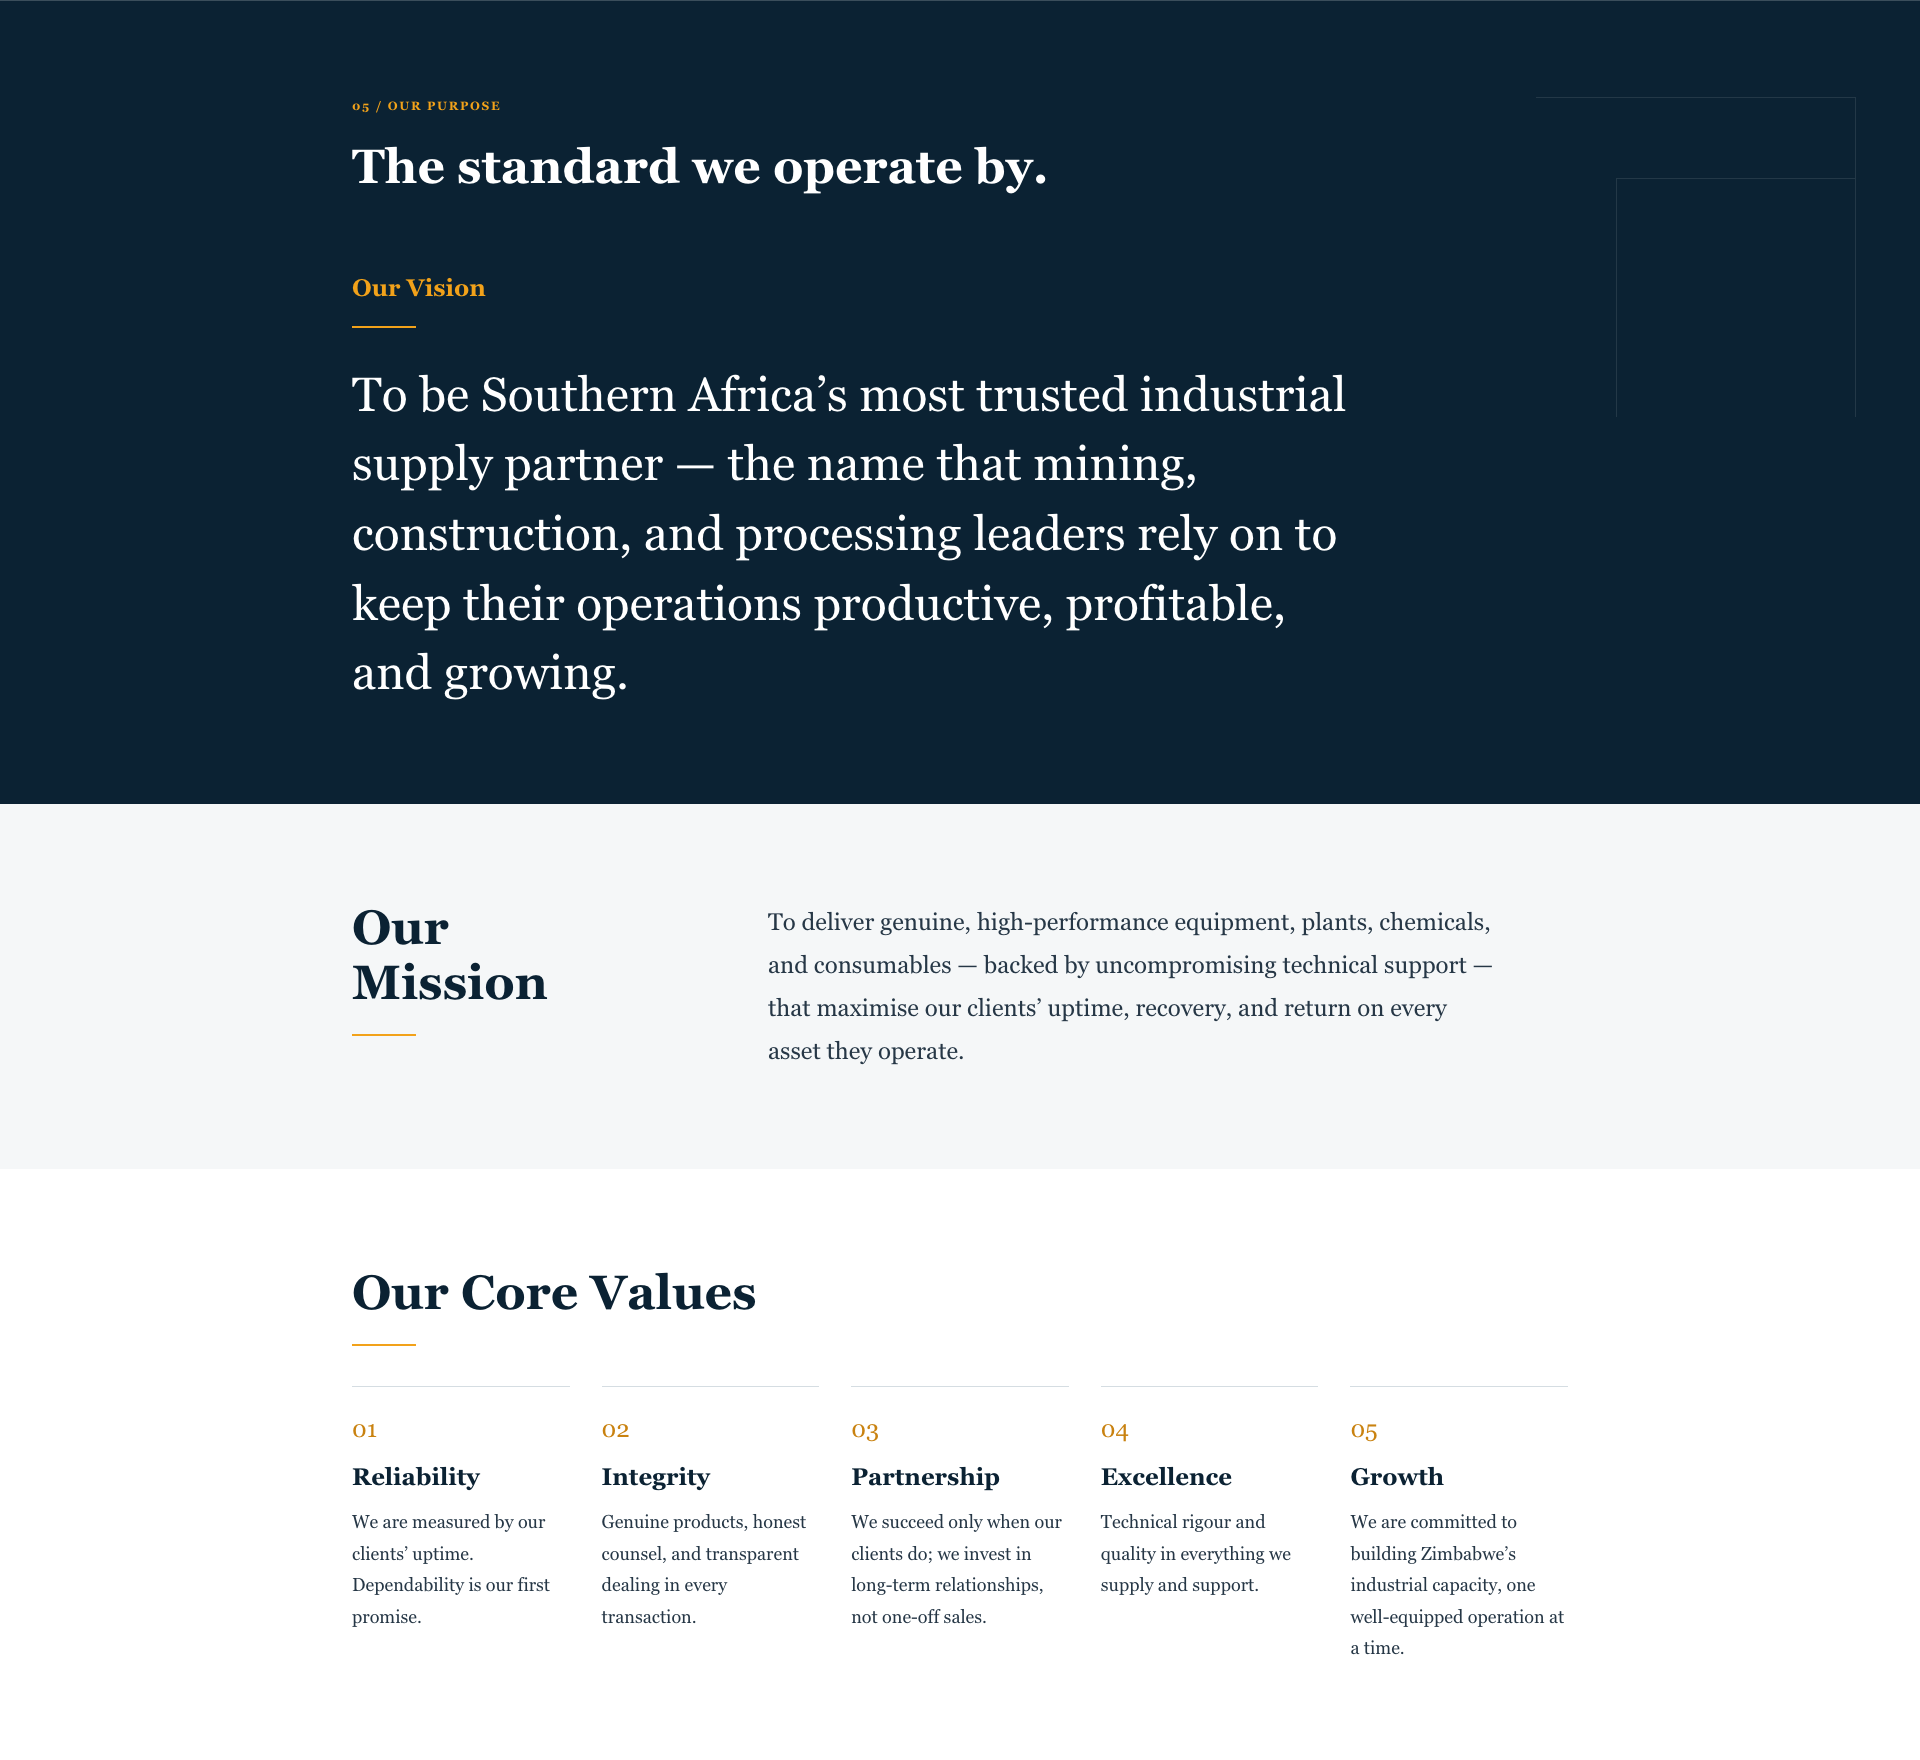 05 / OUR PURPOSE
The standard we operate by.
Our Vision
To be Southern Africa’s most trusted industrial
supply partner — the name that mining,
construction, and processing leaders rely on to
keep their operations productive, profitable,
and growing.
Our
Mission
To deliver genuine, high-performance equipment, plants, chemicals,
and consumables — backed by uncompromising technical support —
that maximise our clients’ uptime, recovery, and return on every
asset they operate.
Our Core Values
01
Reliability
We are measured by our
clients’ uptime.
Dependability is our first
promise.
02
Integrity
Genuine products, honest
counsel, and transparent
dealing in every
transaction.
03
Partnership
We succeed only when our
clients do; we invest in
long-term relationships,
not one-off sales.
04
Excellence
Technical rigour and
quality in everything we
supply and support.
05
Growth
We are committed to
building Zimbabwe’s
industrial capacity, one
well-equipped operation at
a time.